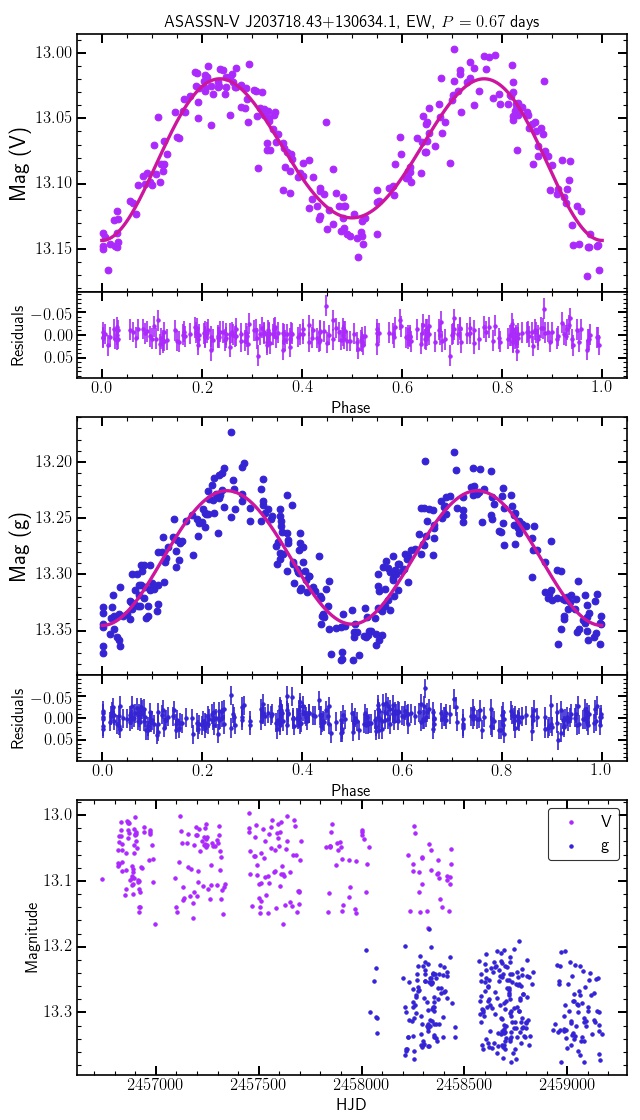 ASASSN-V J203718.43+130634.1, EW, P = 0.67 days
Mag (V)
13.00
13.05
13.10
13.15
Residuals
−0.05
0.00
0.05
0.0 0.2 0.4 0.6 0.8 1.0
Phase
Mag (g)
13.20
13.25
13.30
13.35
Residuals
−0.05
0.00
0.05
0.0 0.2 0.4 0.6 0.8 1.0
Phase
Magnitude
13.0
13.1
13.2
13.3
V
g
2457000 2457500 2458000 2458500 2459000
HJD